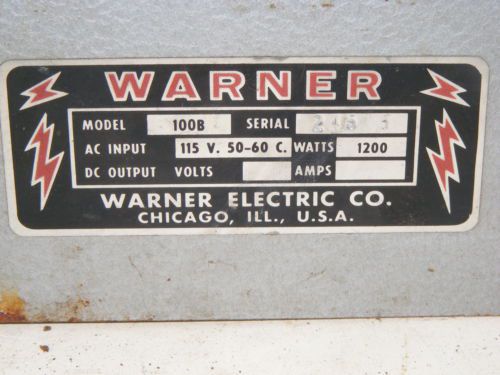 WARNER
MODEL 100B SERIAL
AC INPUT 115 V. 50-60 C. WATTS 1200
DC OUTPUT VOLTS AMPS
WARNER ELECTRIC CO.
CHICAGO, ILL., U.S.A.